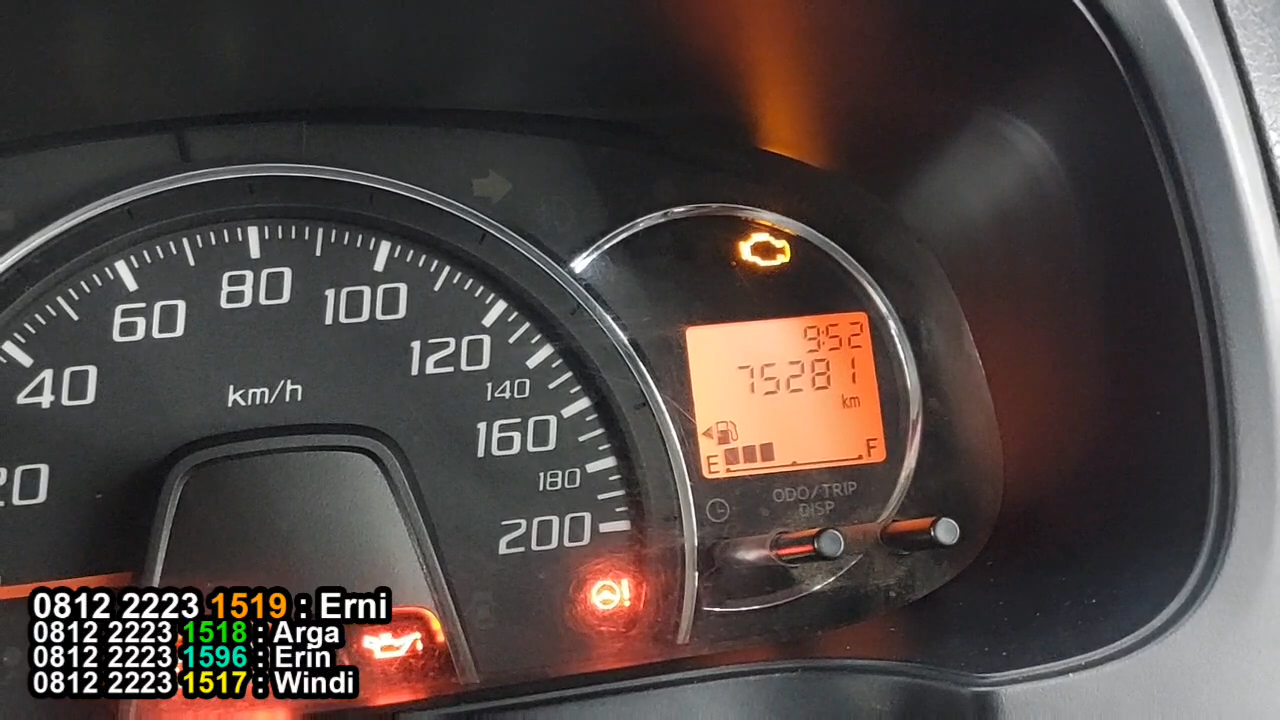 20
40
60
80
100
120
140
160
180
200
km/h
9:52
75281
km
E
F
ODO/TRIP
DISP
0812 2223 1519 : Erni
0812 2223 1518 : Arga
0812 2223 1596 : Erin
0812 2223 1517 : Windi